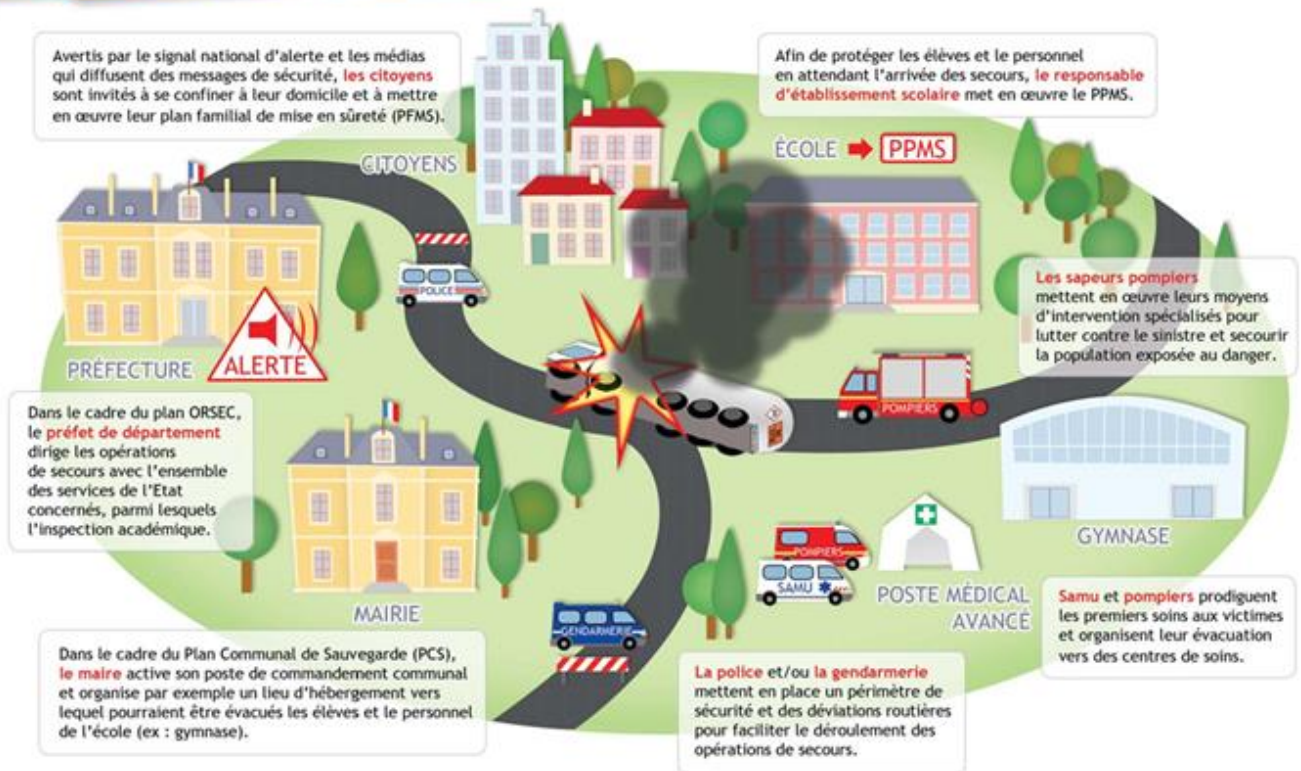 Avertis par le signal national d'alerte et les médias
qui diffusent des messages de sécurité, les citoyens
sont invités à se confiner à leur domicile et à mettre
en œuvre leur plan familial de mise en sûreté (PFMS).
Afin de protéger les élèves et le personnel
en attendant l'arrivée des secours, le responsable
d'établissement scolaire met en œuvre le PPMS.
CITOYENS
ÉCOLE
PPMS
POLICE
Les sapeurs pompiers
mettent en œuvre leurs moyens
d'intervention spécialisés pour
lutter contre le sinistre et secourir
la population exposée au danger.
PRÉFECTURE
ALERTE
POMPIERS
Dans le cadre du plan ORSEC,
le préfet de département
dirige les opérations
de secours avec l'ensemble
des services de l'Etat
concernés, parmi lesquels
l'inspection académique.
GYMNASE
POMPIERS
SAMU
POSTE MÉDICAL
AVANCÉ
MAIRIE
GENDARMERIE
Samu et pompiers prodiguent
les premiers soins aux victimes
et organisent leur évacuation
vers des centres de soins.
Dans le cadre du Plan Communal de Sauvegarde (PCS),
le maire active son poste de commandement communal
et organise par exemple un lieu d'hébergement vers
lequel pourraient être évacués les élèves et le personnel
de l'école (ex : gymnase).
La police et/ou la gendarmerie
mettent en place un périmètre de
sécurité et des déviations routières
pour faciliter le déroulement des
opérations de secours.